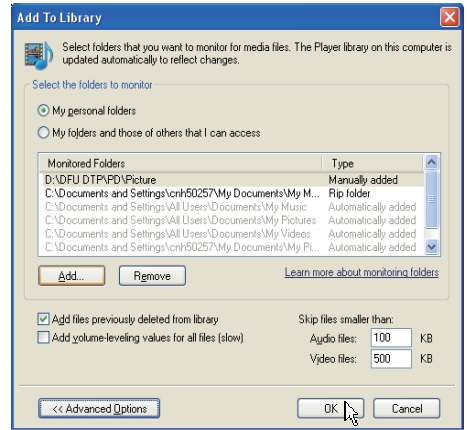 Add To Library
Select folders that you want to monitor for media files. The Player library on this computer is
updated automatically to reflect changes.
Select the folders to monitor
My personal folders
My folders and those of others that I can access
Monitored Folders Type
D:\DFU DTP\PD\Picture Manually added
C:\Documents and Settings\cnh50257\My Documents\My M... Rip folder
C:\Documents and Settings\All Users\Documents\My Music Automatically added
C:\Documents and Settings\All Users\Documents\My Pictures Automatically added
C:\Documents and Settings\All Users\Documents\My Videos Automatically added
C:\Documents and Settings\cnh50257\My Documents\My Pi... Automatically added
Add... Remove Learn more about monitoring folders
Add files previously deleted from library Skip files smaller than:
Add volume-leveling values for all files (slow) Audio files: 100 KB
Video files: 500 KB
<< Advanced Options OK Cancel